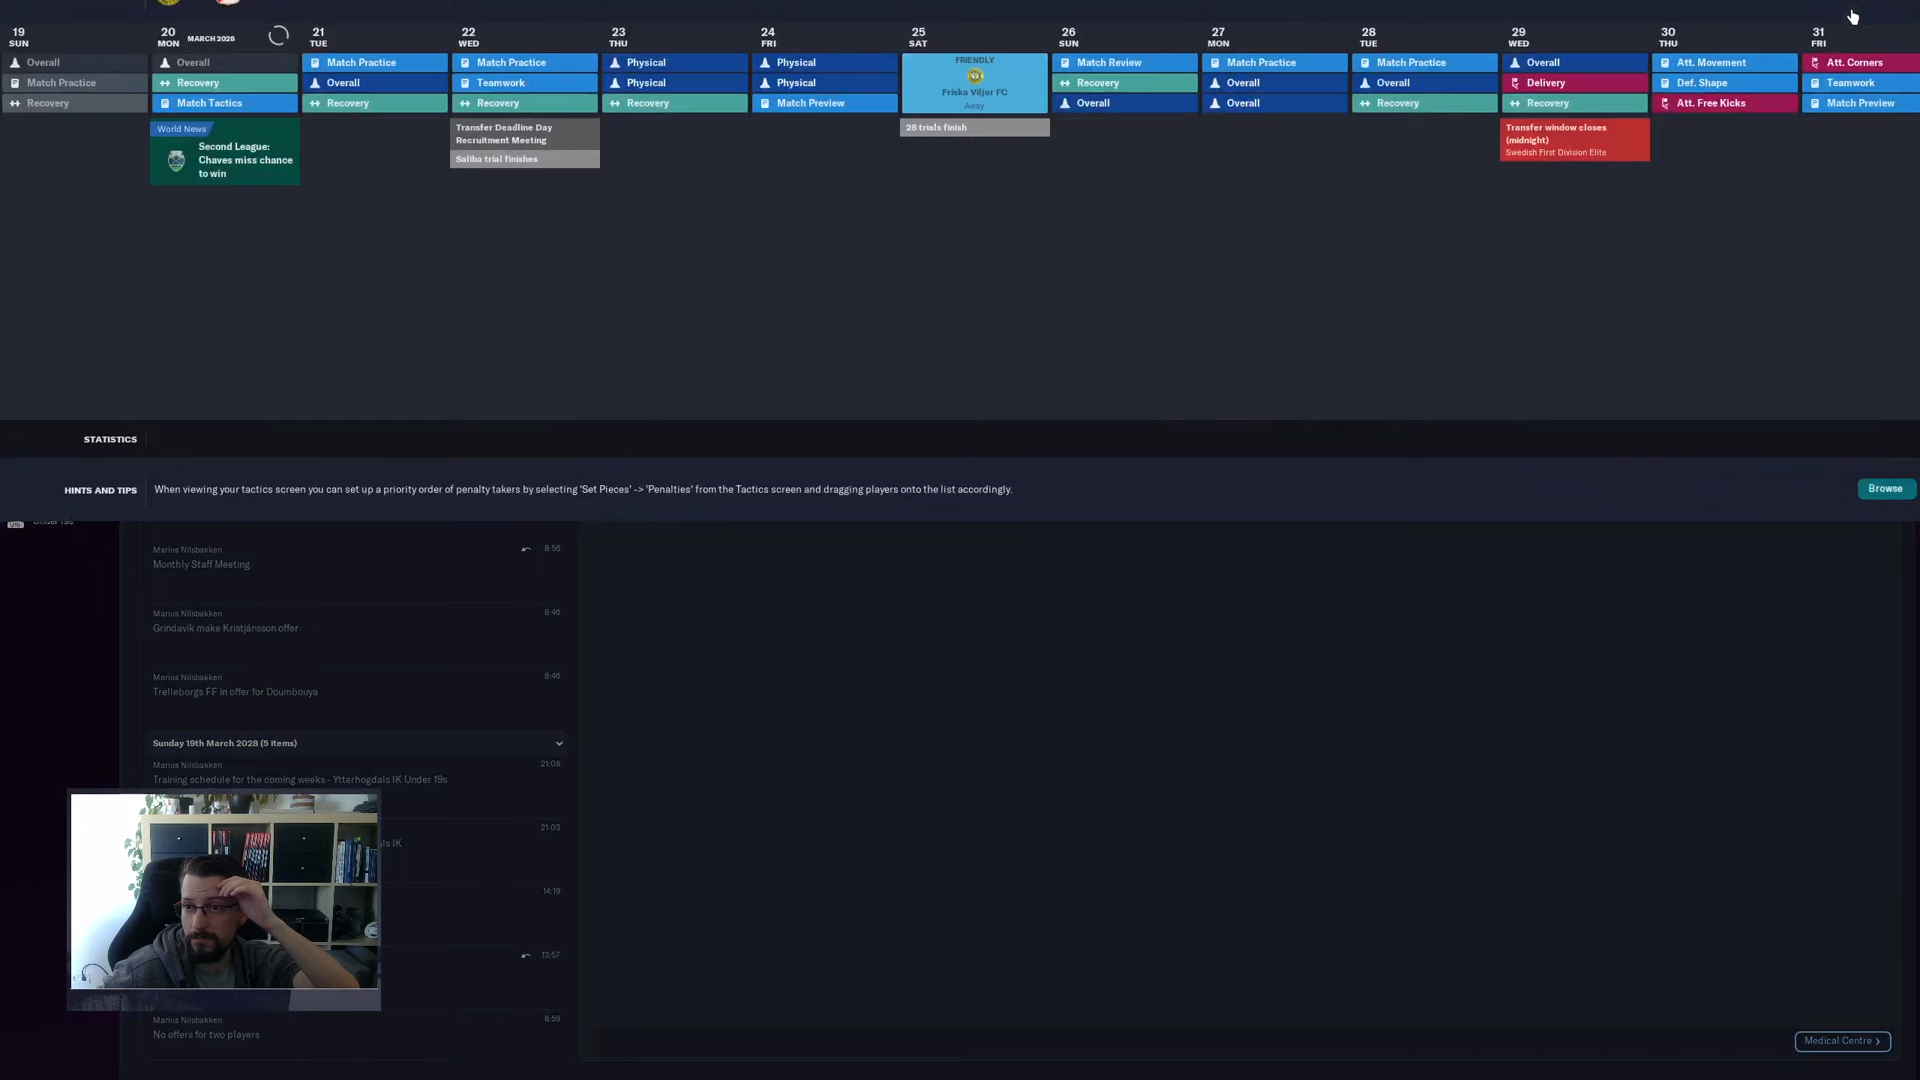 19
SUN
20
MON
MARCH 2028
21
TUE
22
WED
23
THU
24
FRI
25
SAT
26
SUN
27
MON
28
TUE
29
WED
30
THU
31
FRI
Overall
Match Practice
Recovery
Overall
Recovery
Match Tactics
World News
Second League:
Chaves miss chance
to win
Match Practice
Overall
Recovery
Match Practice
Teamwork
Recovery
Transfer Deadline Day
Recruitment Meeting
Saliba trial finishes
Physical
Physical
Recovery
Physical
Physical
Match Preview
FRIENDLY
Friska Viljor FC
Away
28 trials finish
Match Review
Recovery
Overall
Match Practice
Overall
Overall
Match Practice
Overall
Recovery
Overall
Delivery
Recovery
Transfer window closes
(midnight)
Swedish First Division Elite
Att. Movement
Def. Shape
Att. Free Kicks
Att. Corners
Teamwork
Match Preview
STATISTICS
HINTS AND TIPS
When viewing your tactics screen you can set up a priority order of penalty takers by selecting 'Set Pieces' -> 'Penalties' from the Tactics screen and dragging players onto the list accordingly.
Browse
Under 19s
Marius Nilsbakken
8:56
Monthly Staff Meeting
Marius Nilsbakken
8:46
Grindavík make Kristjánsson offer
Marius Nilsbakken
8:46
Trelleborgs FF in offer for Doumbouya
Sunday 19th March 2028 (5 items)
Marius Nilsbakken
21:08
Training schedule for the coming weeks - Ytterhogdals IK Under 19s
21:03
ls IK
14:19
13:57
Marius Nilsbakken
8:59
No offers for two players
Medical Centre